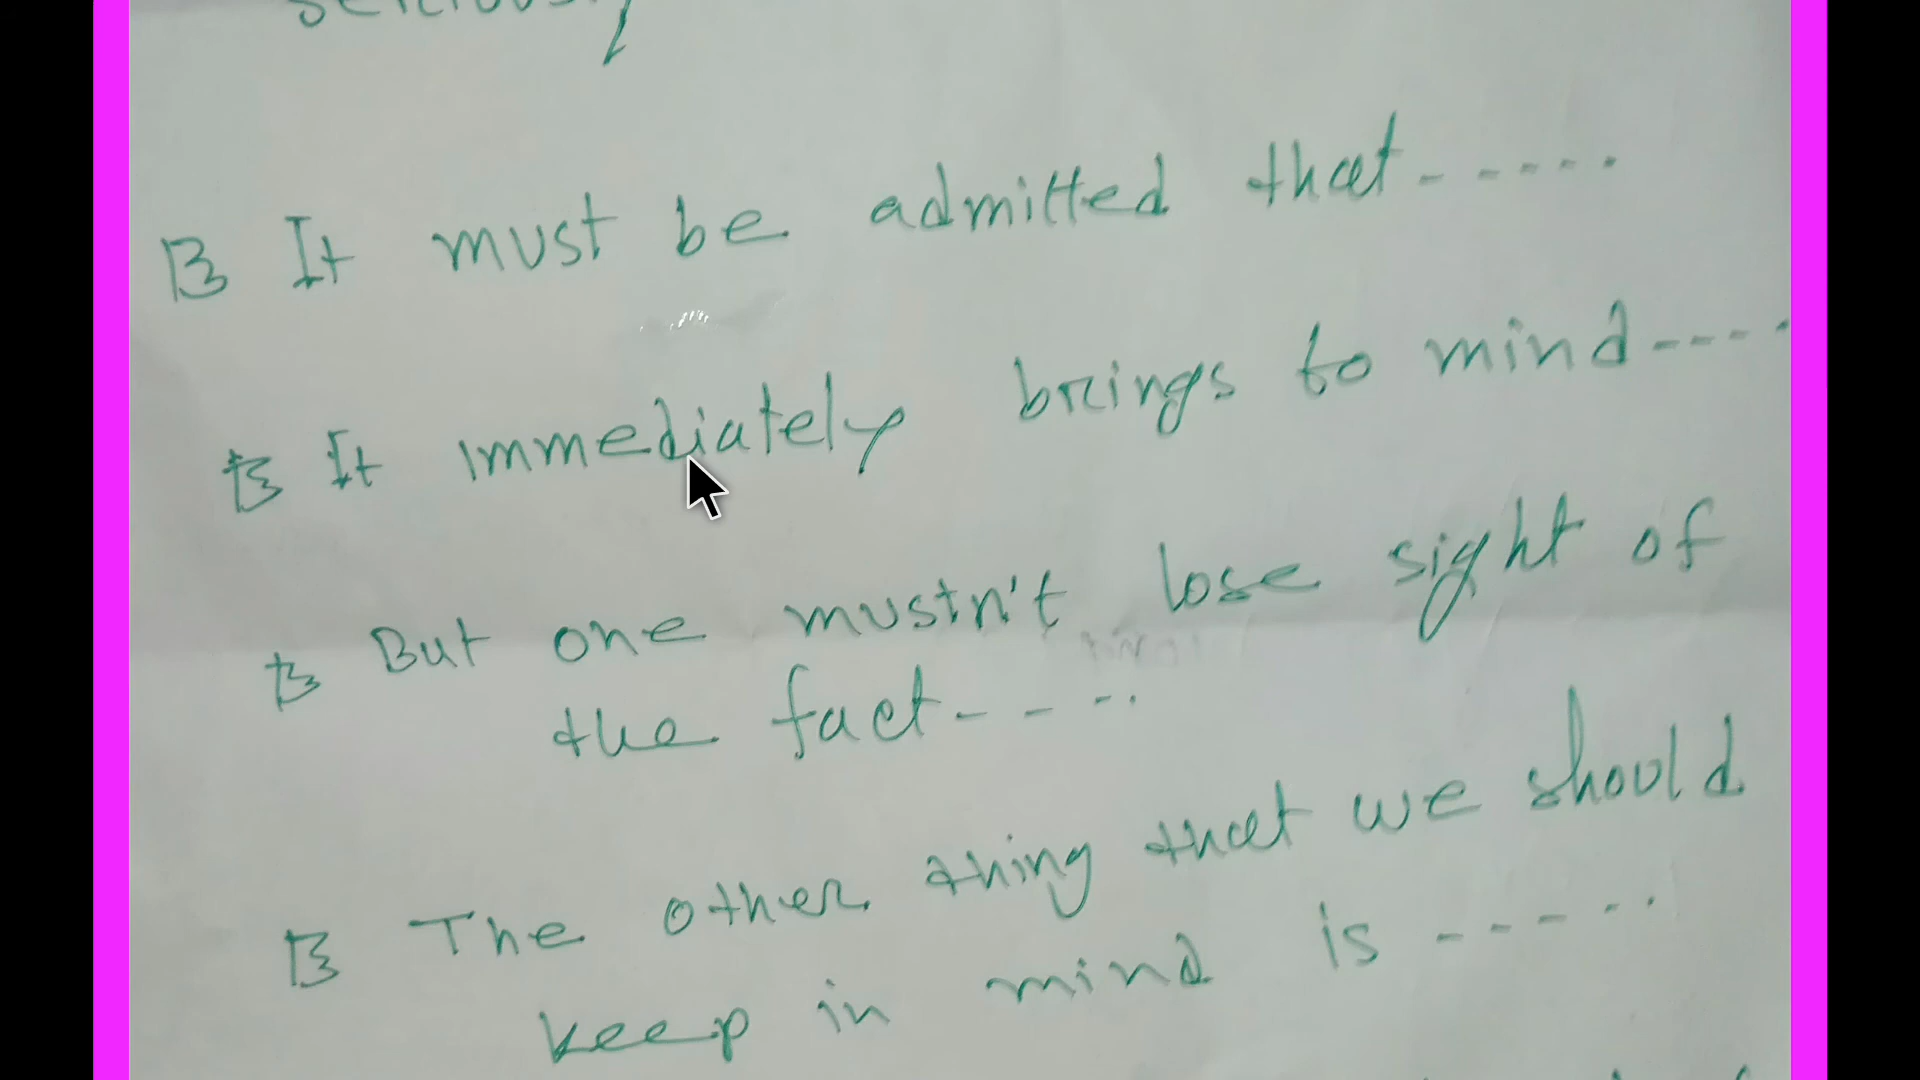 It must be admitted that-----
It immediately brings to mind----
But one mustn't lose sight of
the fact----
The other thing that we should
keep in mind is -----